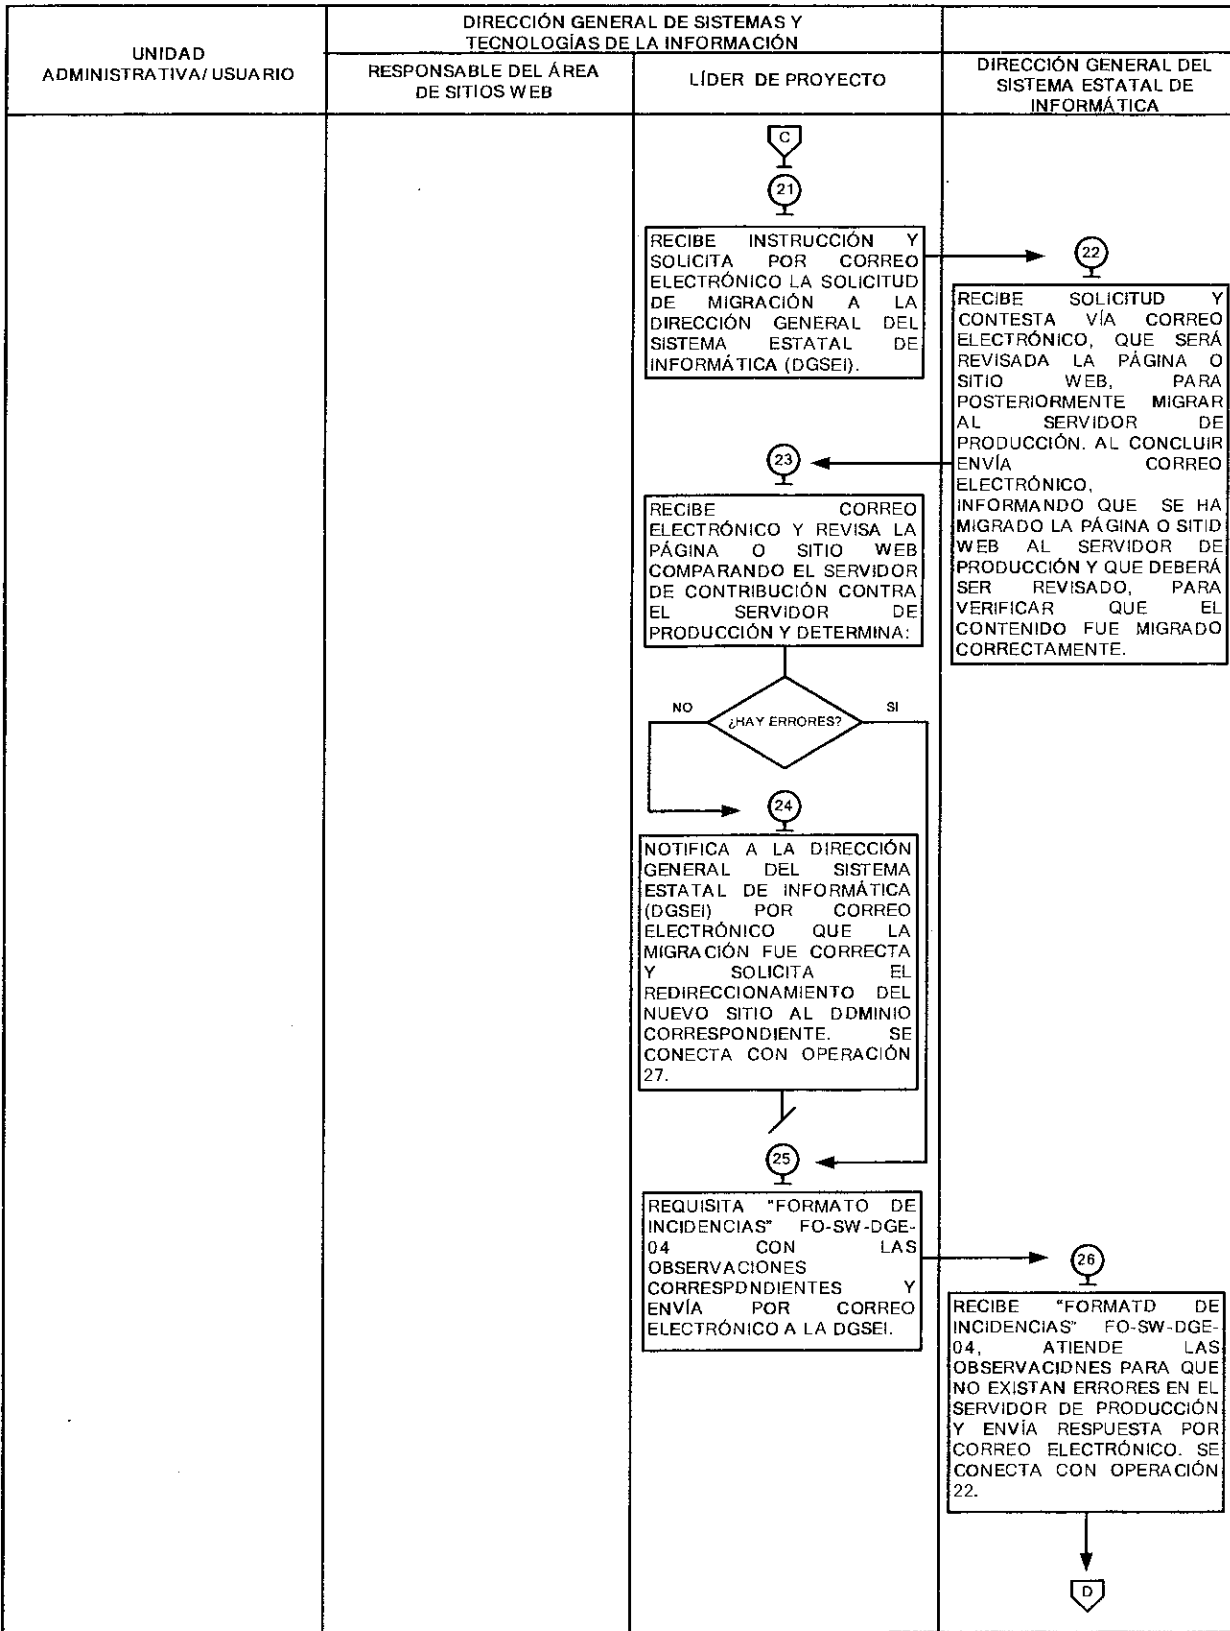 UNIDAD
ADMINISTRATIVA/ USUARIO
DIRECCIÓN GENERAL DE SISTEMAS Y
TECNOLOGÍAS DE LA INFORMACIÓN
RESPONSABLE DEL ÁREA
DE SITIOS WEB
LÍDER DE PROYECTO
DIRECCIÓN GENERAL DEL
SISTEMA ESTATAL DE
INFORMÁTICA
C
21
RECIBE INSTRUCCIÓN Y
SOLICITA POR CORREO
ELECTRÓNICO LA SOLICITUD
DE MIGRACIÓN A LA
DIRECCIÓN GENERAL DEL
SISTEMA ESTATAL DE
INFORMÁTICA (DGSEI).
22
RECIBE SOLICITUD Y
CONTESTA VÍA CORREO
ELECTRÓNICO, QUE SERÁ
REVISADA LA PÁGINA O
SITIO WEB, PARA
POSTERIORMENTE MIGRAR
AL SERVIDOR DE
PRODUCCIÓN. AL CONCLUIR
ENVÍA CORREO
ELECTRÓNICO,
INFORMANDO QUE SE HA
MIGRADO LA PÁGINA O SITID
WEB AL SERVIDOR DE
PRODUCCIÓN Y QUE DEBERÁ
SER REVISADO, PARA
VERIFICAR QUE EL
CONTENIDO FUE MIGRADO
CORRECTAMENTE.
23
RECIBE CORREO
ELECTRÓNICO Y REVISA LA
PÁGINA O SITIO WEB
COMPARANDO EL SERVIDOR
DE CONTRIBUCIÓN CONTRA
EL SERVIDOR DE
PRODUCCIÓN Y DETERMINA:
NO
¿HAY ERRORES?
SI
24
NOTIFICA A LA DIRECCIÓN
GENERAL DEL SISTEMA
ESTATAL DE INFORMÁTICA
(DGSEI) POR CORREO
ELECTRÓNICO QUE LA
MIGRACIÓN FUE CORRECTA
Y SOLICITA EL
REDIRECCIONAMIENTO DEL
NUEVO SITIO AL DDMINIO
CORRESPONDIENTE. SE
CONECTA CON OPERACIÓN
27.
25
REQUISITA "FORMATO DE
INCIDENCIAS" FO-SW-DGE-
04 CON LAS
OBSERVACIONES
CORRESPDNDIENTES Y
ENVÍA POR CORREO
ELECTRÓNICO A LA DGSEI.
26
RECIBE "FORMATD DE
INCIDENCIAS" FO-SW-DGE-
04, ATIENDE LAS
OBSERVACIDNES PARA QUE
NO EXISTAN ERRORES EN EL
SERVIDOR DE PRODUCCIÓN
Y ENVÍA RESPUESTA POR
CORREO ELECTRÓNICO. SE
CONECTA CON OPERACIÓN
22.
D